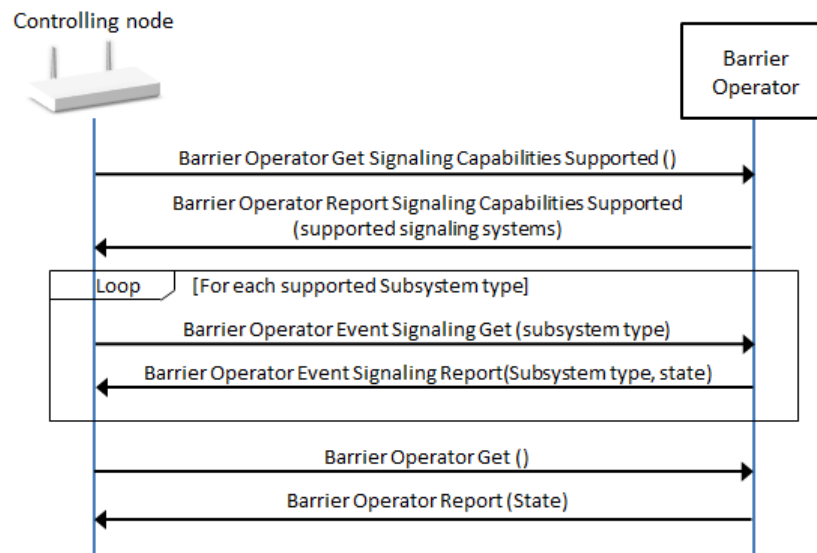 Controlling node
Barrier
Operator
Barrier Operator Get Signaling Capabilities Supported ()
Barrier Operator Report Signaling Capabilities Supported
(supported signaling systems)
Loop [For each supported Subsystem type]
Barrier Operator Event Signaling Get (subsystem type)
Barrier Operator Event Signaling Report(Subsystem type, state)
Barrier Operator Get ()
Barrier Operator Report (State)